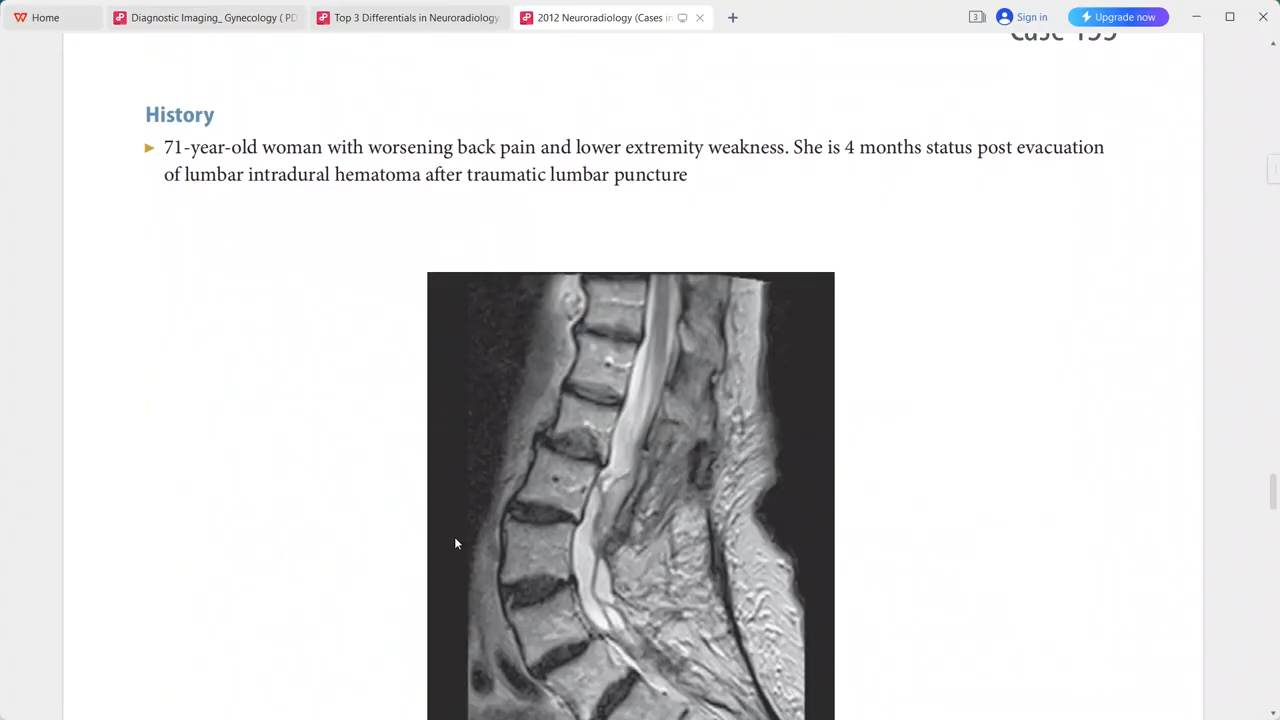 Home
Diagnostic Imaging_ Gynecology ( PD
Top 3 Differentials in Neuroradiology
2012 Neuroradiology (Cases in
3
Sign in
Upgrade now
History
► 71-year-old woman with worsening back pain and lower extremity weakness. She is 4 months status post evacuation
of lumbar intradural hematoma after traumatic lumbar puncture